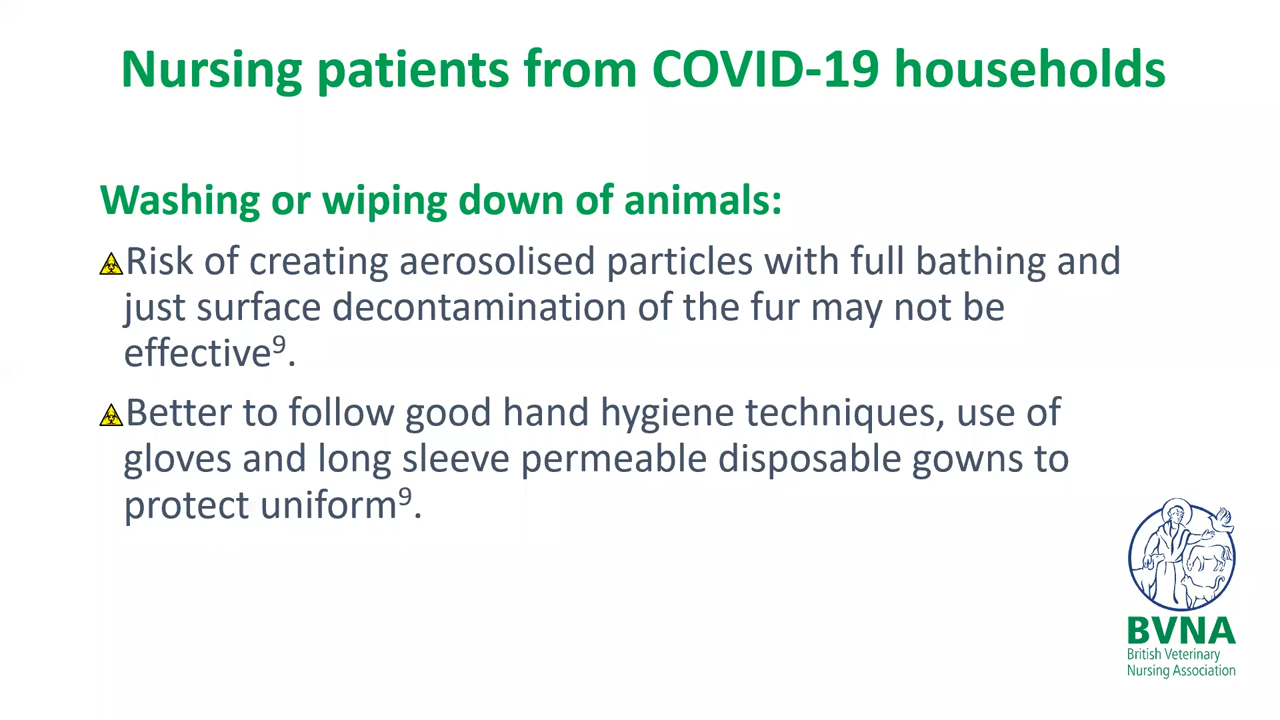 Nursing patients from COVID-19 households
Washing or wiping down of animals:
Risk of creating aerosolised particles with full bathing and
just surface decontamination of the fur may not be
effective⁹.
Better to follow good hand hygiene techniques, use of
gloves and long sleeve permeable disposable gowns to
protect uniform⁹.
BVNA
British Veterinary
Nursing Association